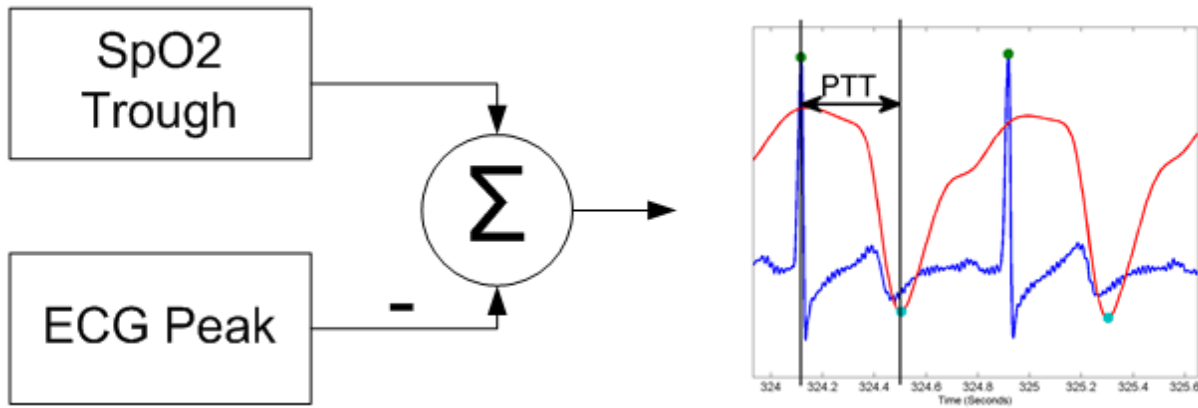 SpO2
Trough
Σ
ECG Peak
-
PTT
324 324.2 324.4 324.6 324.8 325 325.2 325.4 325.6
Time (Seconds)